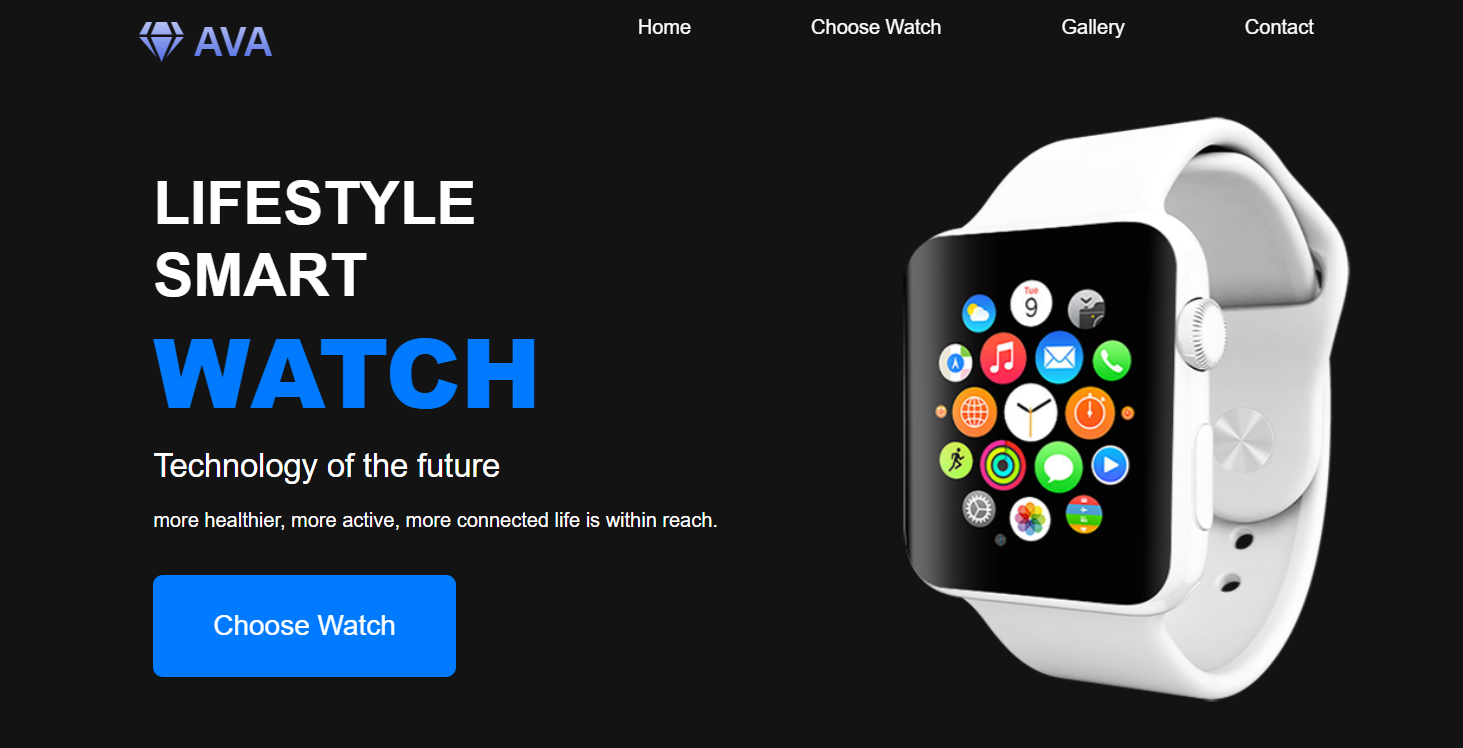 AVA
Home
Choose Watch
Gallery
Contact
LIFESTYLE
SMART
WATCH
Technology of the future
more healthier, more active, more connected life is within reach.
Choose Watch
Tue
9